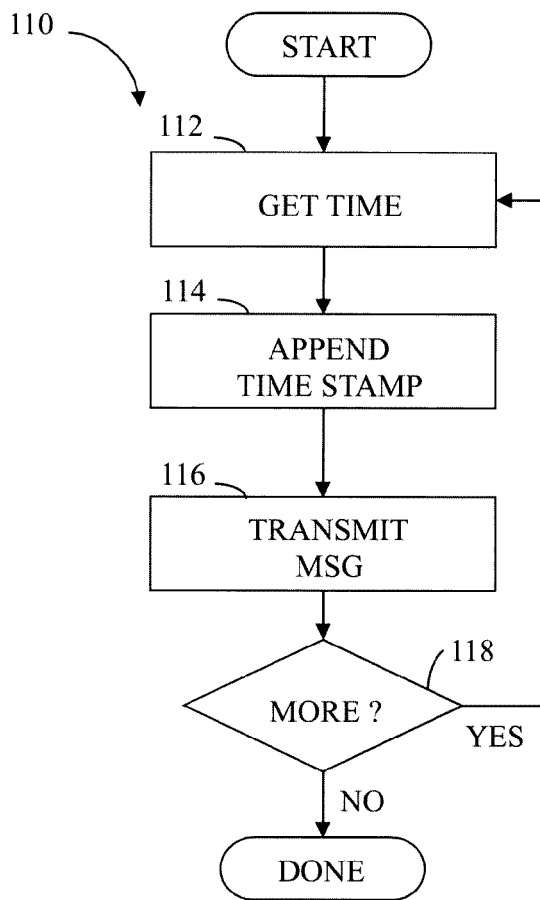 110
START
112
GET TIME
114
APPEND
TIME STAMP
116
TRANSMIT
MSG
118
MORE ?
YES
NO
DONE